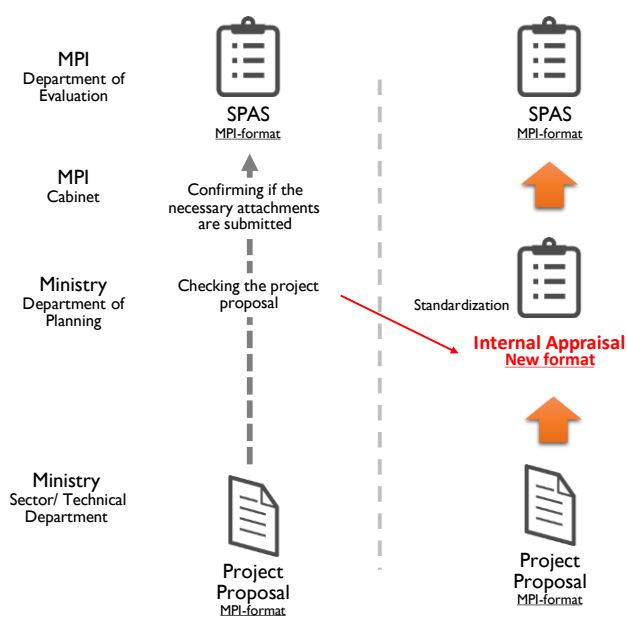 MPI
Department of
Evaluation
SPAS
MPI-format
SPAS
MPI-format
MPI
Cabinet
Confirming if the
necessary attachments
are submitted
Ministry
Department of
Planning
Checking the project
proposal
Standardization
Internal Appraisal
New format
Ministry
Sector/ Technical
Department
Project
Proposal
MPI-format
Project
Proposal
MPI-format